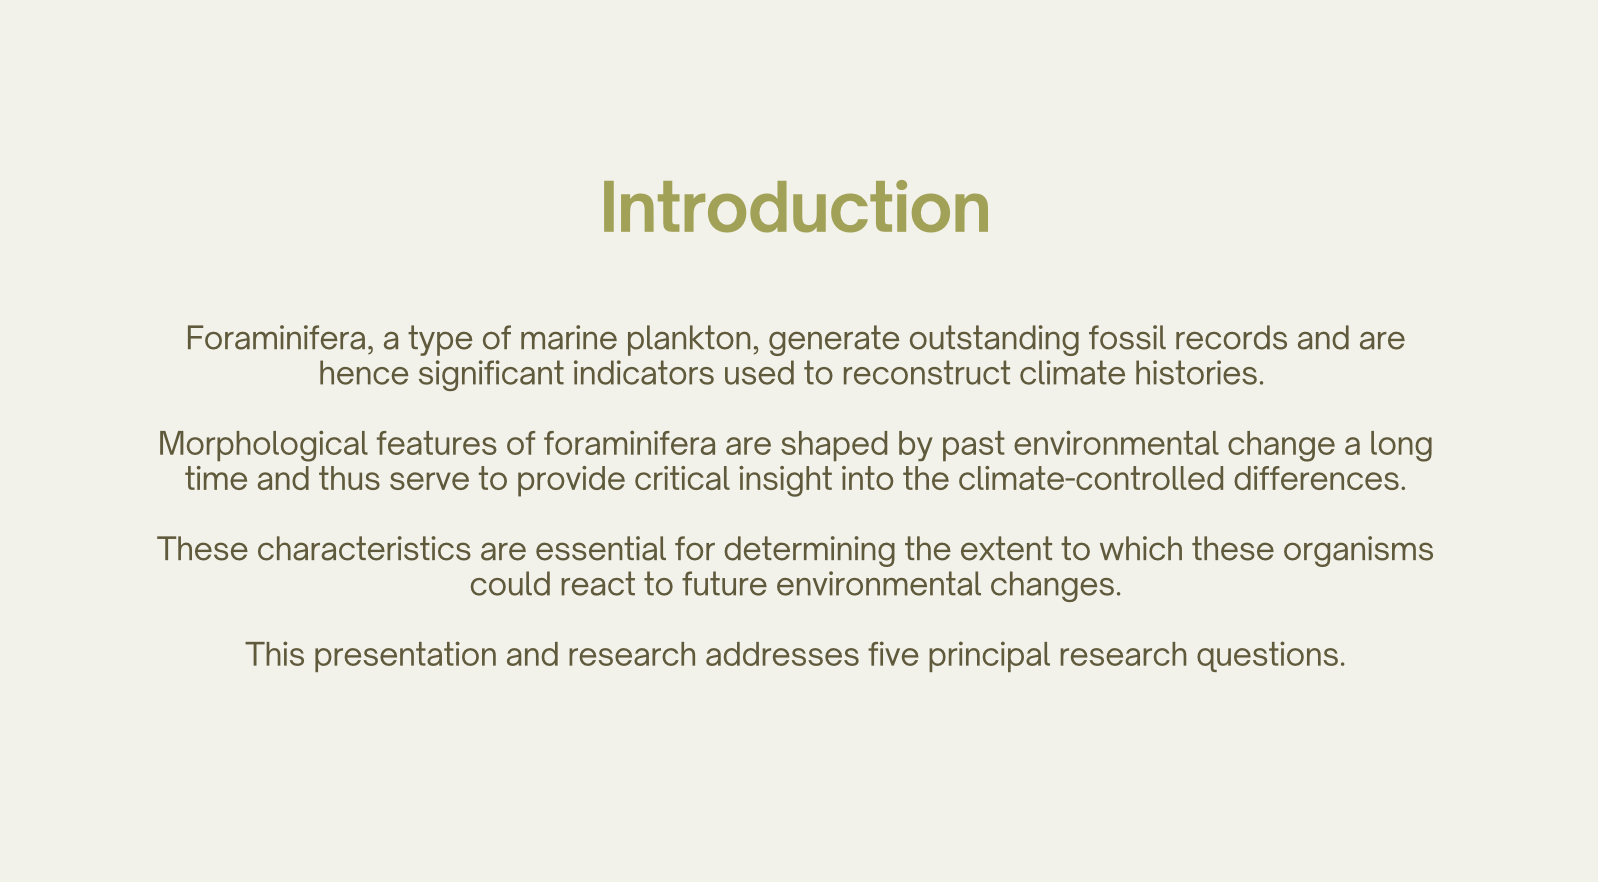 Introduction
Foraminifera, a type of marine plankton, generate outstanding fossil records and are
hence significant indicators used to reconstruct climate histories.
Morphological features of foraminifera are shaped by past environmental change a long
time and thus serve to provide critical insight into the climate-controlled differences.
These characteristics are essential for determining the extent to which these organisms
could react to future environmental changes.
This presentation and research addresses five principal research questions.